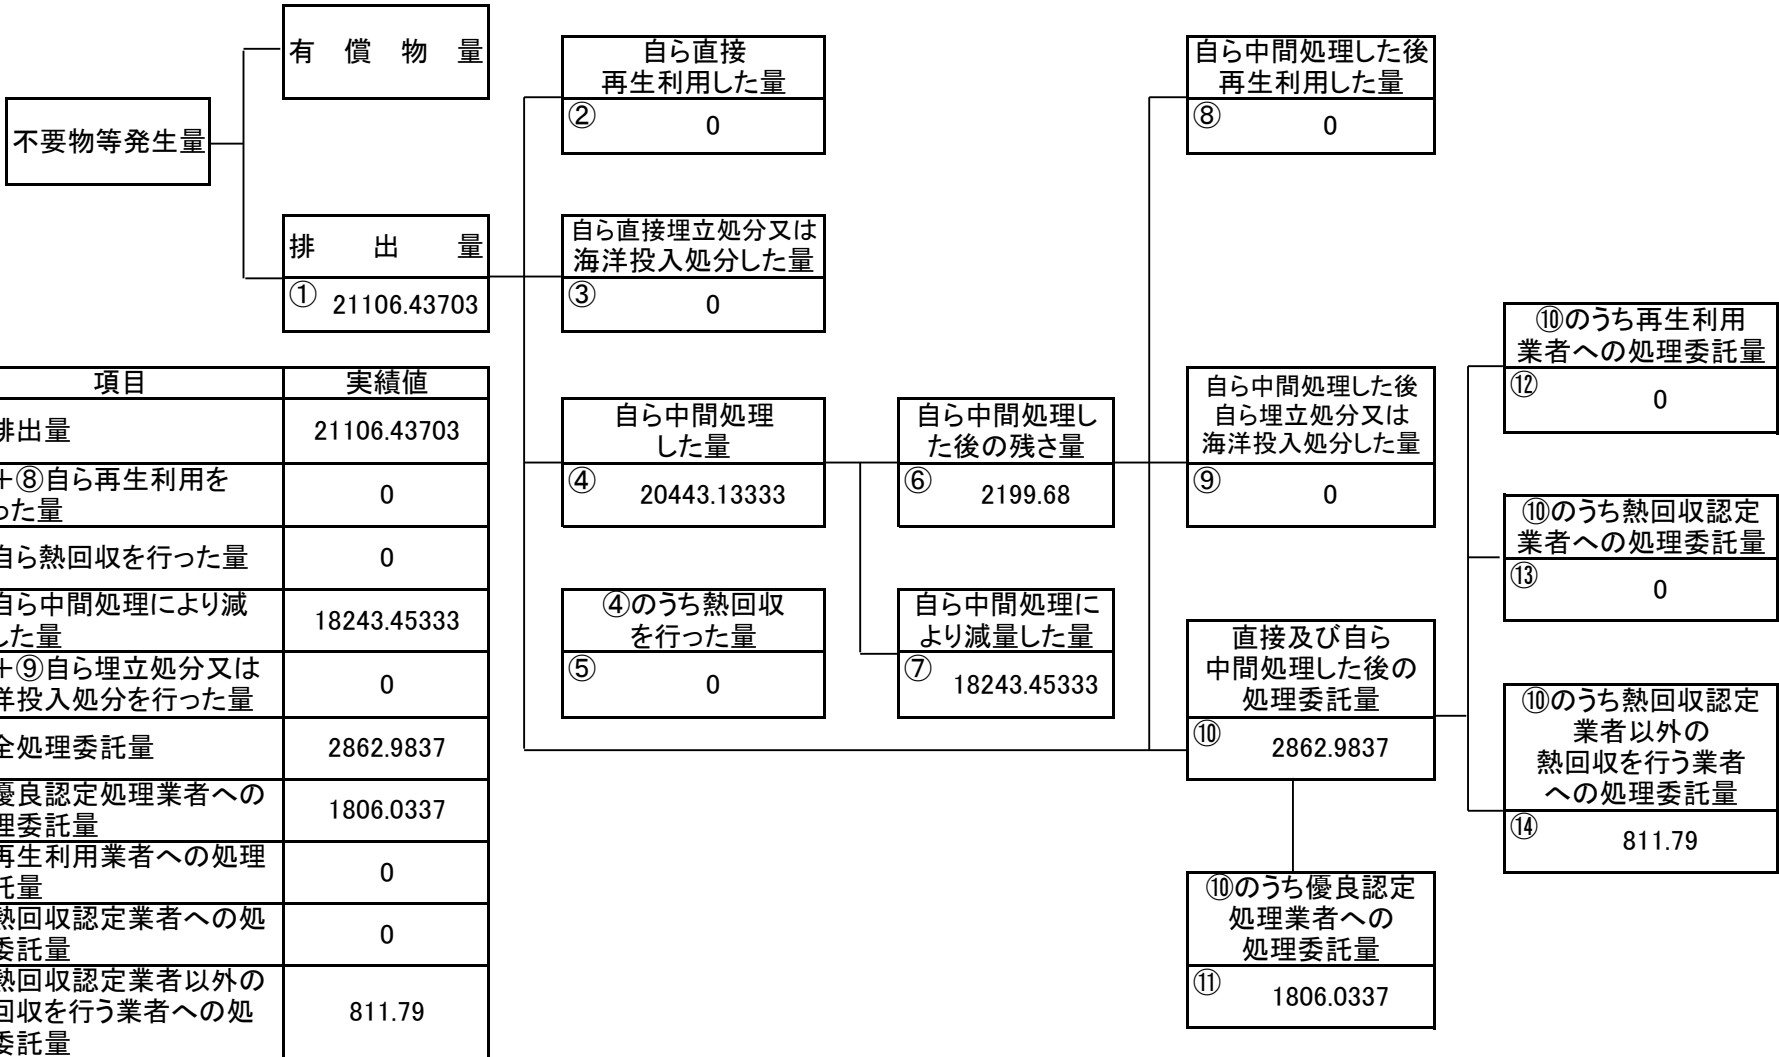 有償物量
不要物等発生量
排出量
① 21106.43703
自ら直接
再生利用した量
② 0
自ら直接埋立処分又は
海洋投入処分した量
③ 0
自ら中間処理
した量
④ 20443.13333
④のうち熱回収
を行った量
⑤ 0
自ら中間処理し
た後の残さ量
⑥ 2199.68
自ら中間処理に
より減量した量
⑦ 18243.45333
自ら中間処理した後
再生利用した量
⑧ 0
自ら中間処理した後
自ら埋立処分又は
海洋投入処分した量
⑨ 0
直接及び自ら
中間処理した後の
処理委託量
⑩ 2862.9837
⑩のうち優良認定
処理業者への
処理委託量
⑪ 1806.0337
⑩のうち再生利用
業者への処理委託量
⑫ 0
⑩のうち熱回収認定
業者への処理委託量
⑬ 0
⑩のうち熱回収認定
業者以外の
熱回収を行う業者
への処理委託量
⑭ 811.79
項目 実績値
排出量 21106.43703
+⑧自ら再生利用を
った量 0
自ら熱回収を行った量 0
自ら中間処理により減
した量 18243.45333
+⑨自ら埋立処分又は
洋投入処分を行った量 0
全処理委託量 2862.9837
優良認定処理業者への
理委託量 1806.0337
再生利用業者への処理
託量 0
熱回収認定業者への処
委託量 0
熱回収認定業者以外の
回収を行う業者への処
委託量 811.79